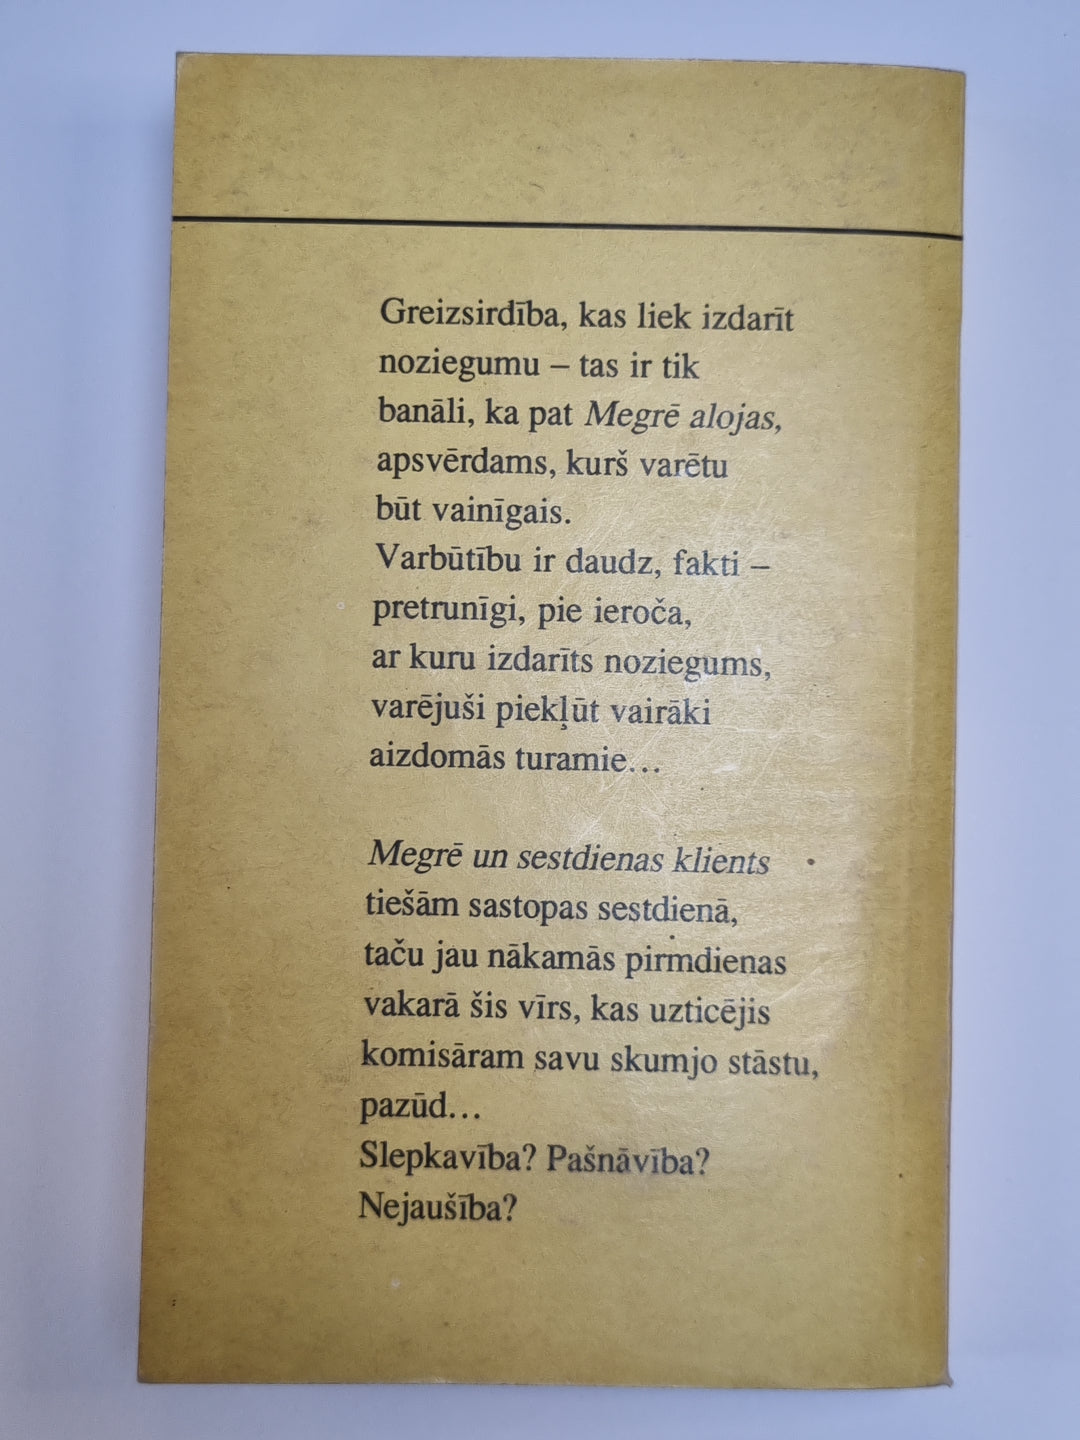 Greizsirdība, kas liek izdarīt
noziegumu – tas ir tik
banāli, ka pat Megrē alojas,
apsvērdams, kurš varētu
būt vainīgais.
Varbūtību ir daudz, fakti –
pretrunīgi, pie ieroča,
ar kuru izdarīts noziegums,
varējuši piekļūt vairāki
aizdomās turamie…
Megrē un sestdienas klients
tiešām sastopas sestdienā,
taču jau nākamās pirmdienas
vakarā šis vīrs, kas uzticējis
komisāram savu skumjo stāstu,
pazūd…
Slepkavība? Pašnāvība?
Nejaušība?